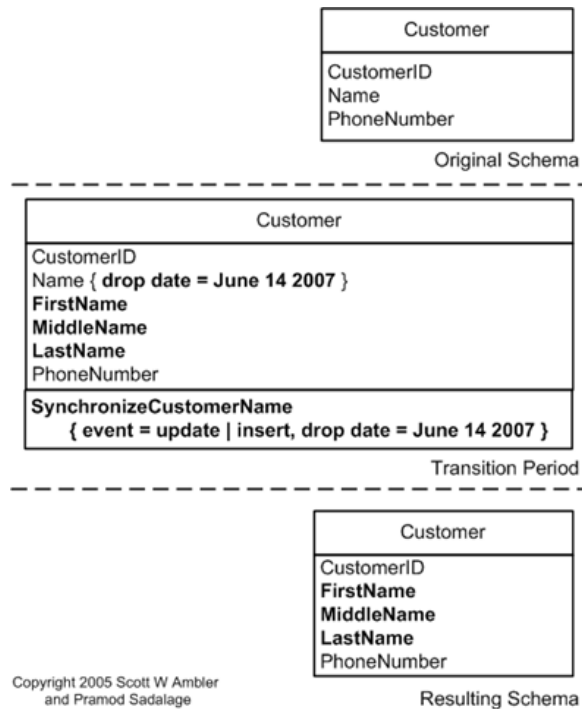 Customer
CustomerID
Name
PhoneNumber
Original Schema
Customer
CustomerID
Name { drop date = June 14 2007 }
FirstName
MiddleName
LastName
PhoneNumber
SynchronizeCustomerName
{ event = update | insert, drop date = June 14 2007 }
Transition Period
Customer
CustomerID
FirstName
MiddleName
LastName
PhoneNumber
Copyright 2005 Scott W Ambler
and Pramod Sadalage
Resulting Schema